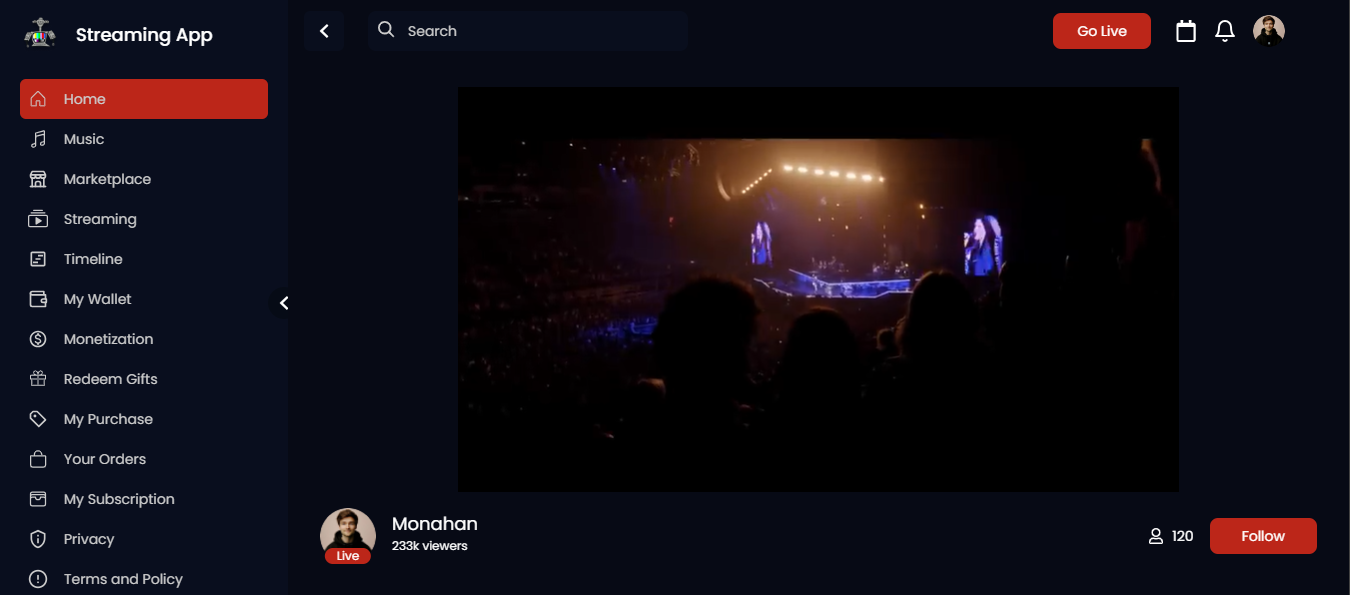 Streaming App
Search
Go Live
Home
Music
Marketplace
Streaming
Timeline
My Wallet
Monetization
Redeem Gifts
My Purchase
Your Orders
My Subscription
Privacy
Terms and Policy
Monahan
233k viewers
Live
120
Follow